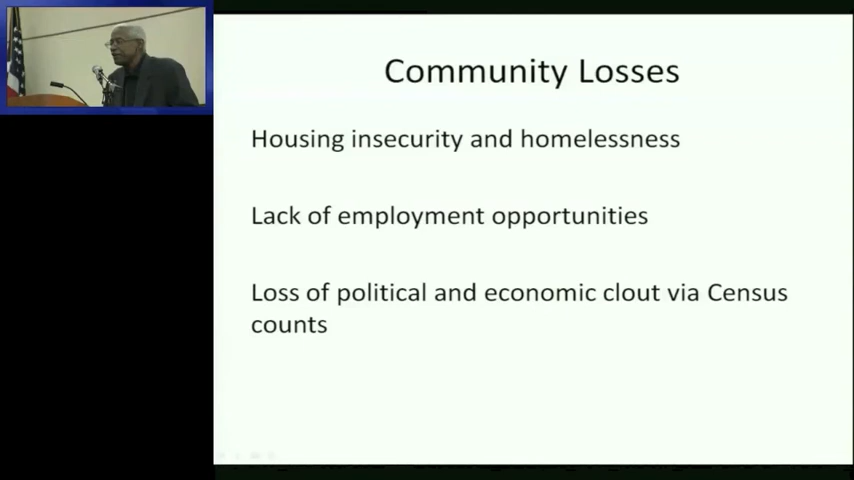 Community Losses
Housing insecurity and homelessness
Lack of employment opportunities
Loss of political and economic clout via Census
counts